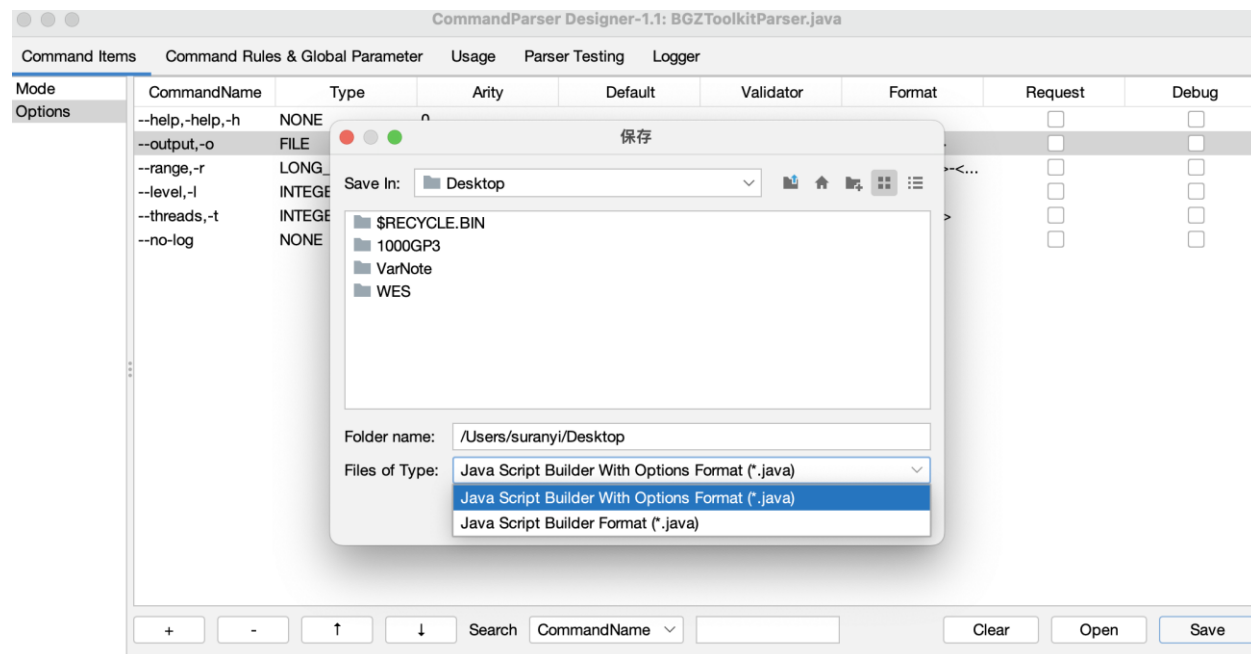 CommandParser Designer-1.1: BGZToolkitParser.java
Command Items Command Rules & Global Parameter Usage Parser Testing Logger
Mode
Options
CommandName Type Arity Default Validator Format Request Debug
--help,-help,-h NONE 0
--output,-o FILE
--range,-r LONG_ >-<...
--level,-l INTEGE
--threads,-t INTEGE >
--no-log NONE
保存
Save In: Desktop
$RECYCLE.BIN
1000GP3
VarNote
WES
Folder name: /Users/suranyi/Desktop
Files of Type: Java Script Builder With Options Format (*.java)
Java Script Builder With Options Format (*.java)
Java Script Builder Format (*.java)
+ - ↑ ↓ Search CommandName Clear Open Save